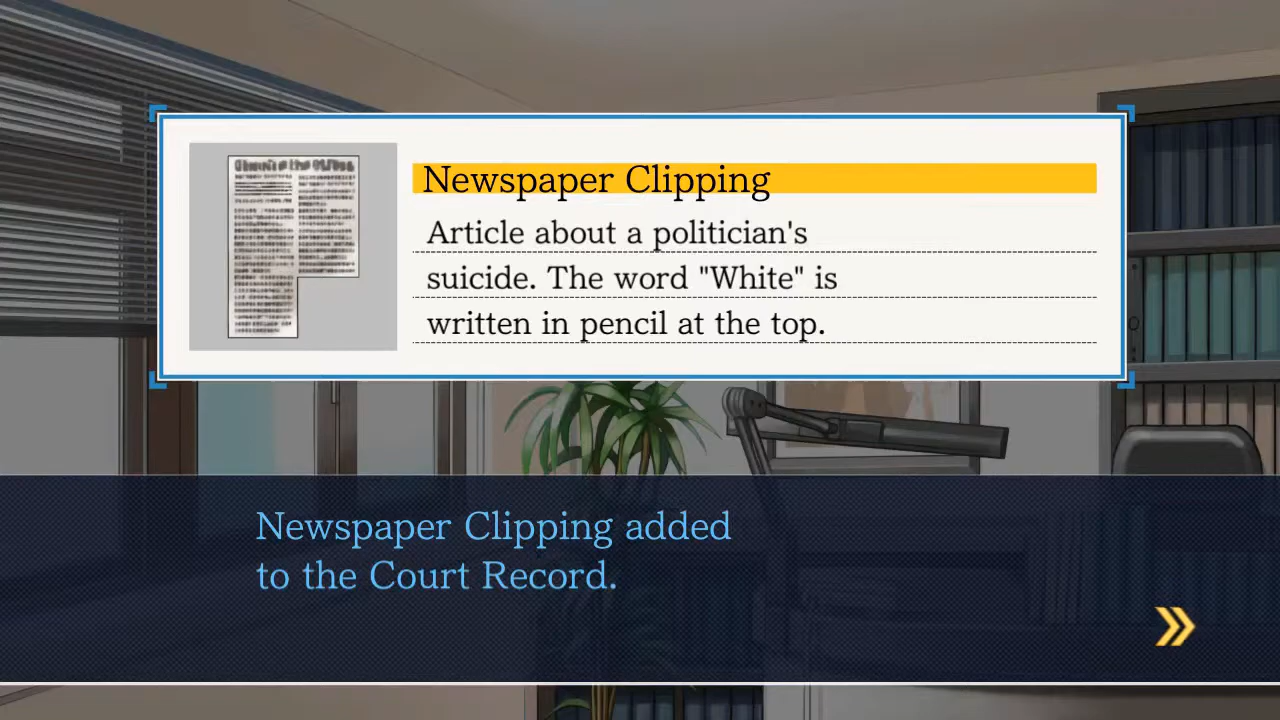 Newspaper Clipping
Article about a politician's
suicide. The word "White" is
written in pencil at the top.
Newspaper Clipping added
to the Court Record.